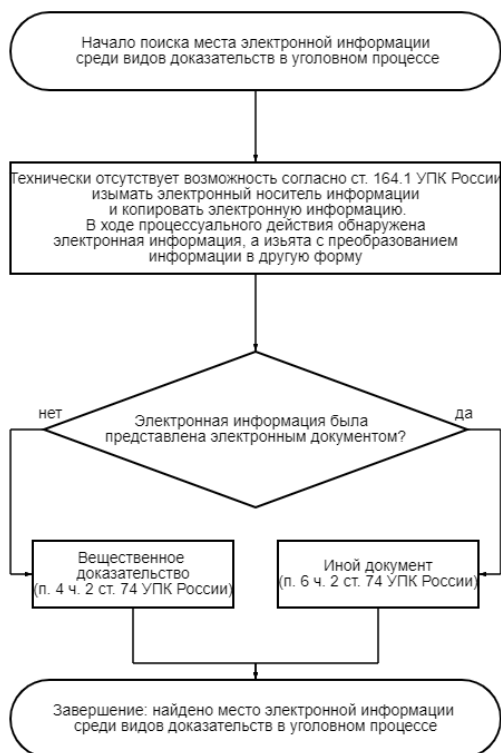 Начало поиска места электронной информации
среди видов доказательств в уголовном процессе
Технически отсутствует возможность согласно ст. 164.1 УПК России
изымать электронный носитель информации
и копировать электронную информацию.
В ходе процессуального действия обнаружена
электронная информация, а изъята с преобразованием
информации в другую форму
нет
да
Электронная информация была
представлена электронным документом?
Вещественное
доказательство
(п. 4 ч. 2 ст. 74 УПК России)
Иной документ
(п. 6 ч. 2 ст. 74 УПК России)
Завершение: найдено место электронной информации
среди видов доказательств в уголовном процессе